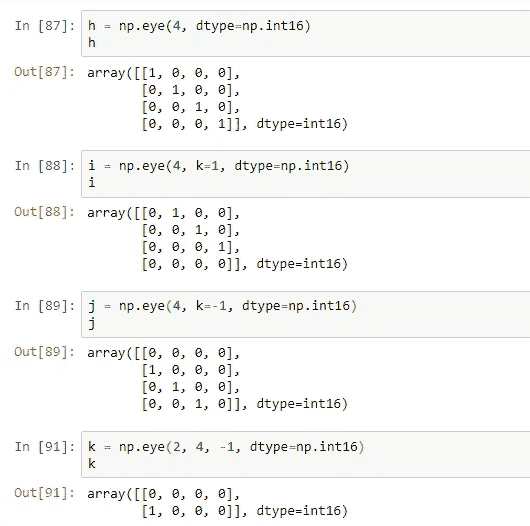 In [87]: h = np.eye(4, dtype=np.int16)
h
Out[87]: array([[1, 0, 0, 0],
[0, 1, 0, 0],
[0, 0, 1, 0],
[0, 0, 0, 1]], dtype=int16)
In [88]: i = np.eye(4, k=1, dtype=np.int16)
i
Out[88]: array([[0, 1, 0, 0],
[0, 0, 1, 0],
[0, 0, 0, 1],
[0, 0, 0, 0]], dtype=int16)
In [89]: j = np.eye(4, k=-1, dtype=np.int16)
j
Out[89]: array([[0, 0, 0, 0],
[1, 0, 0, 0],
[0, 1, 0, 0],
[0, 0, 1, 0]], dtype=int16)
In [91]: k = np.eye(2, 4, -1, dtype=np.int16)
k
Out[91]: array([[0, 0, 0, 0],
[1, 0, 0, 0]], dtype=int16)